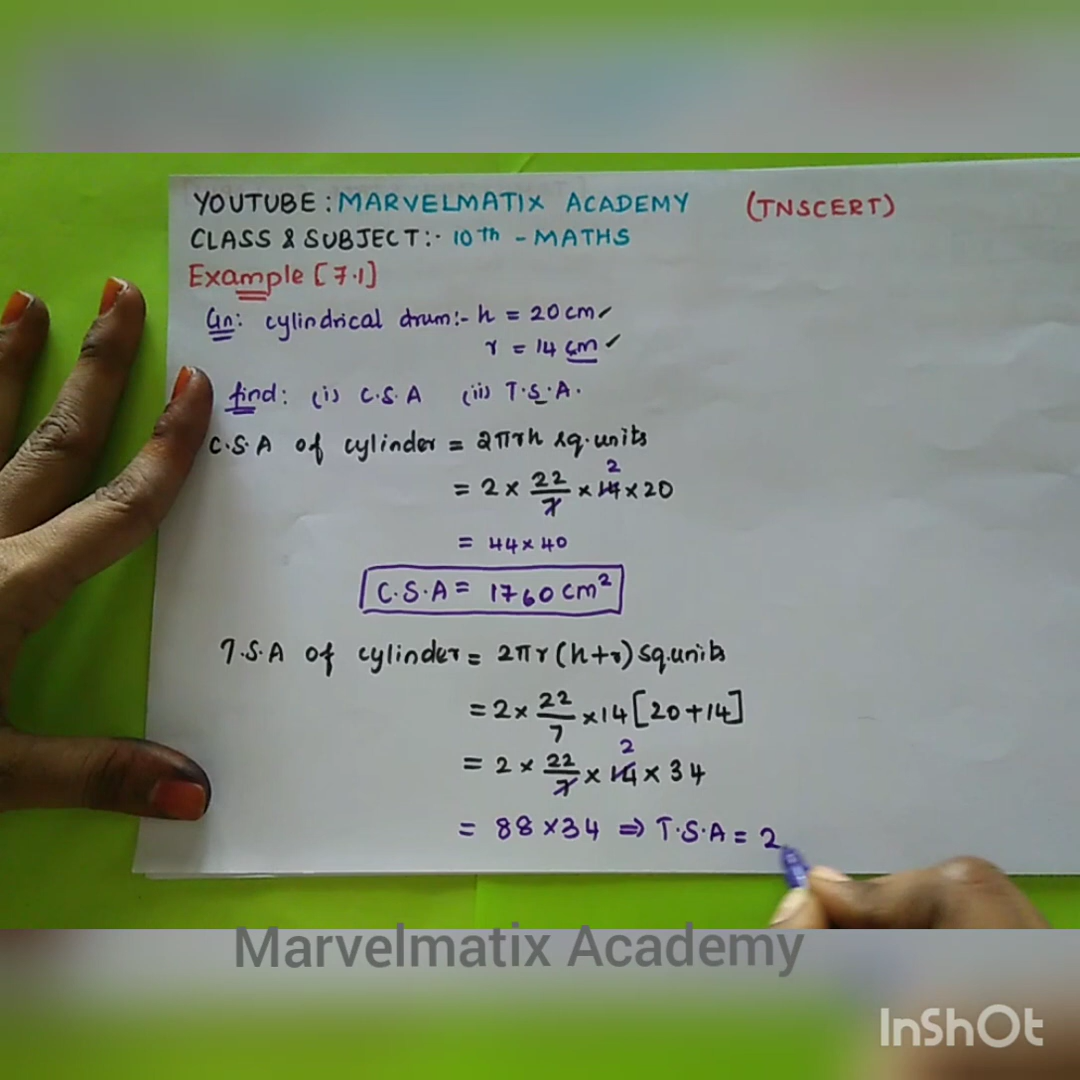 YOUTUBE : MARVELMATIX ACADEMY (TNSCERT)
CLASS & SUBJECT:- 10th - MATHS
Example [7.1]
Gn: cylindrical drum:- h = 20 cm ✓
r = 14 cm ✓
find: (i) C.S.A (ii) T.S.A.
C.S.A of cylinder = 2πrh sq.units
= 2 × 22/7 × 14 2 × 20
= 44 × 40
C.S.A = 1760 cm²
T.S.A of cylinder = 2πr (h+r) sq.units
= 2 × 22/7 × 14 [20+14]
= 2 × 22/7 × 14 2 × 34
= 88 × 34 ⇒ T.S.A = 2
Marvelmatix Academy
InShOt